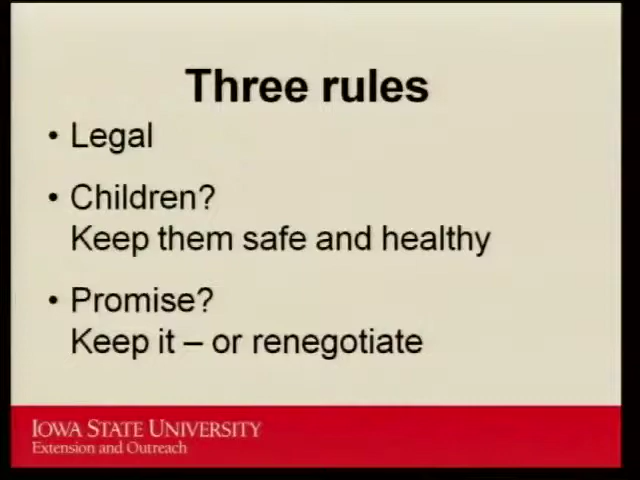 Three rules
• Legal
• Children?
Keep them safe and healthy
• Promise?
Keep it – or renegotiate
IOWA STATE UNIVERSITY
Extension and Outreach